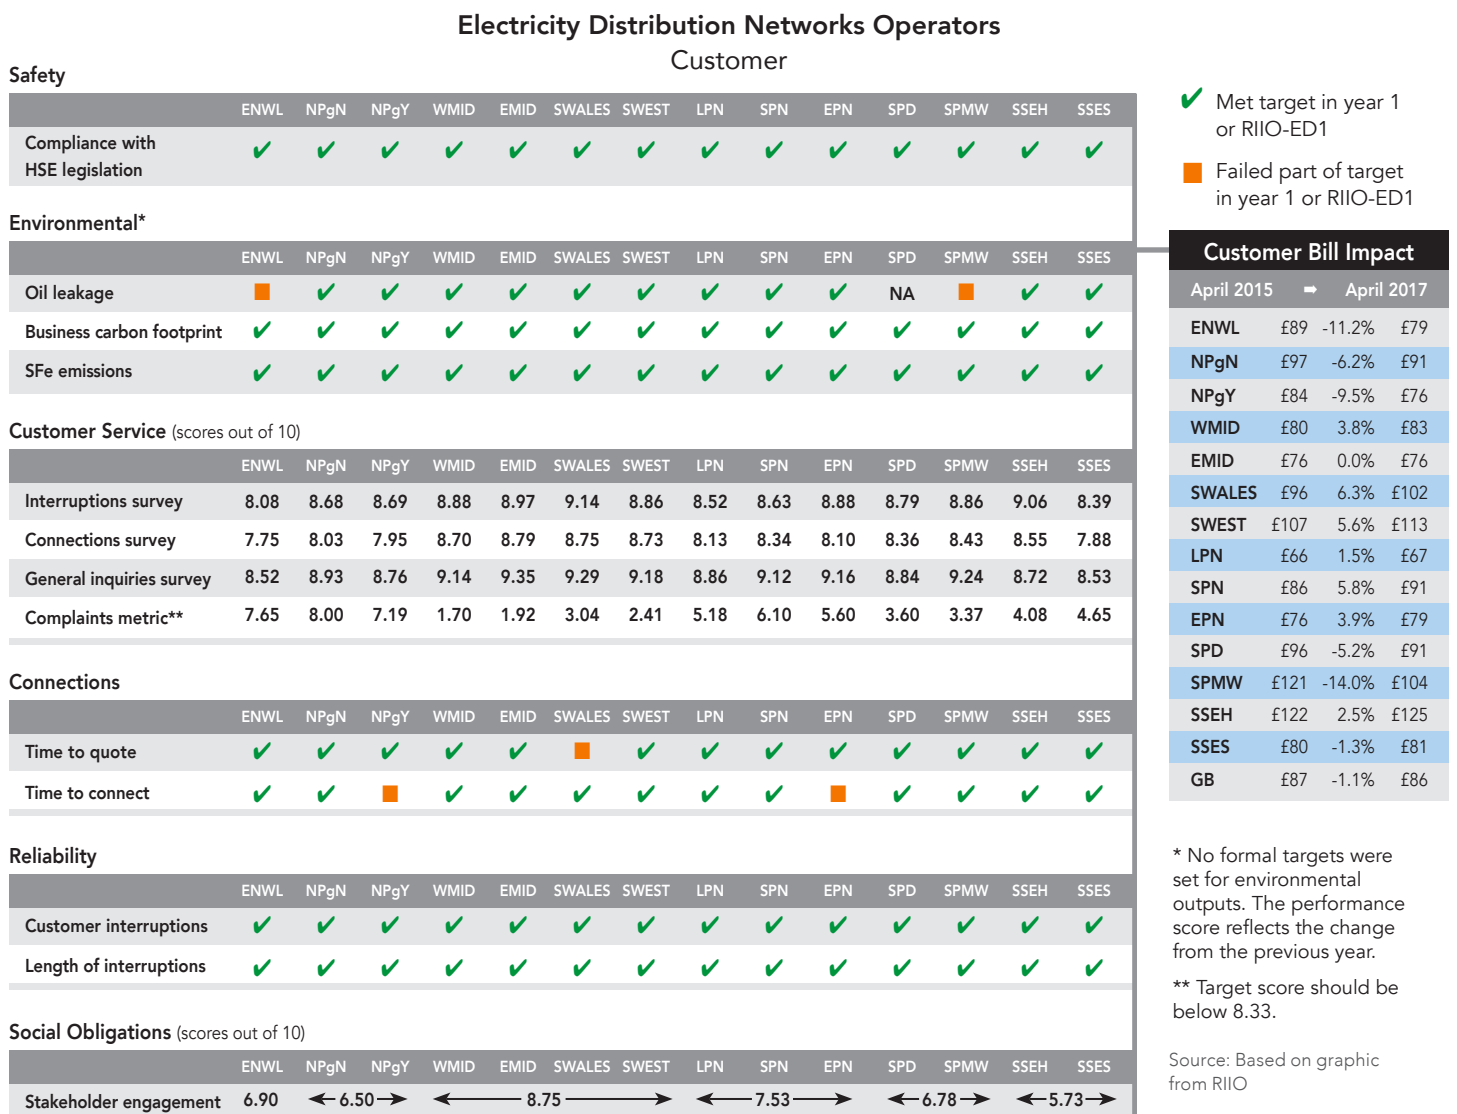 Electricity Distribution Networks Operators
Customer
Safety
ENWL NPgN NPgY WMID EMID SWALES SWEST LPN SPN EPN SPD SPMW SSEH SSES
Compliance with
HSE legislation ✔ ✔ ✔ ✔ ✔ ✔ ✔ ✔ ✔ ✔ ✔ ✔ ✔ ✔
Environmental*
ENWL NPgN NPgY WMID EMID SWALES SWEST LPN SPN EPN SPD SPMW SSEH SSES
Oil leakage ■ ✔ ✔ ✔ ✔ ✔ ✔ ✔ ✔ ✔ NA ■ ✔ ✔
Business carbon footprint ✔ ✔ ✔ ✔ ✔ ✔ ✔ ✔ ✔ ✔ ✔ ✔ ✔ ✔
SFe emissions ✔ ✔ ✔ ✔ ✔ ✔ ✔ ✔ ✔ ✔ ✔ ✔ ✔ ✔
Customer Service (scores out of 10)
ENWL NPgN NPgY WMID EMID SWALES SWEST LPN SPN EPN SPD SPMW SSEH SSES
Interruptions survey 8.08 8.68 8.69 8.88 8.97 9.14 8.86 8.52 8.63 8.88 8.79 8.86 9.06 8.39
Connections survey 7.75 8.03 7.95 8.70 8.79 8.75 8.73 8.13 8.34 8.10 8.36 8.43 8.55 7.88
General inquiries survey 8.52 8.93 8.76 9.14 9.35 9.29 9.18 8.86 9.12 9.16 8.84 9.24 8.72 8.53
Complaints metric** 7.65 8.00 7.19 1.70 1.92 3.04 2.41 5.18 6.10 5.60 3.60 3.37 4.08 4.65
Connections
ENWL NPgN NPgY WMID EMID SWALES SWEST LPN SPN EPN SPD SPMW SSEH SSES
Time to quote ✔ ✔ ✔ ✔ ✔ ■ ✔ ✔ ✔ ✔ ✔ ✔ ✔ ✔
Time to connect ✔ ✔ ■ ✔ ✔ ✔ ✔ ✔ ✔ ■ ✔ ✔ ✔ ✔
Reliability
ENWL NPgN NPgY WMID EMID SWALES SWEST LPN SPN EPN SPD SPMW SSEH SSES
Customer interruptions ✔ ✔ ✔ ✔ ✔ ✔ ✔ ✔ ✔ ✔ ✔ ✔ ✔ ✔
Length of interruptions ✔ ✔ ✔ ✔ ✔ ✔ ✔ ✔ ✔ ✔ ✔ ✔ ✔ ✔
Social Obligations (scores out of 10)
ENWL NPgN NPgY WMID EMID SWALES SWEST LPN SPN EPN SPD SPMW SSEH SSES
Stakeholder engagement 6.90 ← 6.50 → ← 8.75 → ← 7.53 → ← 6.78 → ← 5.73 →
✔ Met target in year 1
or RIIO-ED1
■ Failed part of target
in year 1 or RIIO-ED1
Customer Bill Impact
April 2015 ➡ April 2017
ENWL £89 -11.2% £79
NPgN £97 -6.2% £91
NPgY £84 -9.5% £76
WMID £80 3.8% £83
EMID £76 0.0% £76
SWALES £96 6.3% £102
SWEST £107 5.6% £113
LPN £66 1.5% £67
SPN £86 5.8% £91
EPN £76 3.9% £79
SPD £96 -5.2% £91
SPMW £121 -14.0% £104
SSEH £122 2.5% £125
SSES £80 -1.3% £81
GB £87 -1.1% £86
* No formal targets were
set for environmental
outputs. The performance
score reflects the change
from the previous year.
** Target score should be
below 8.33.
Source: Based on graphic
from RIIO